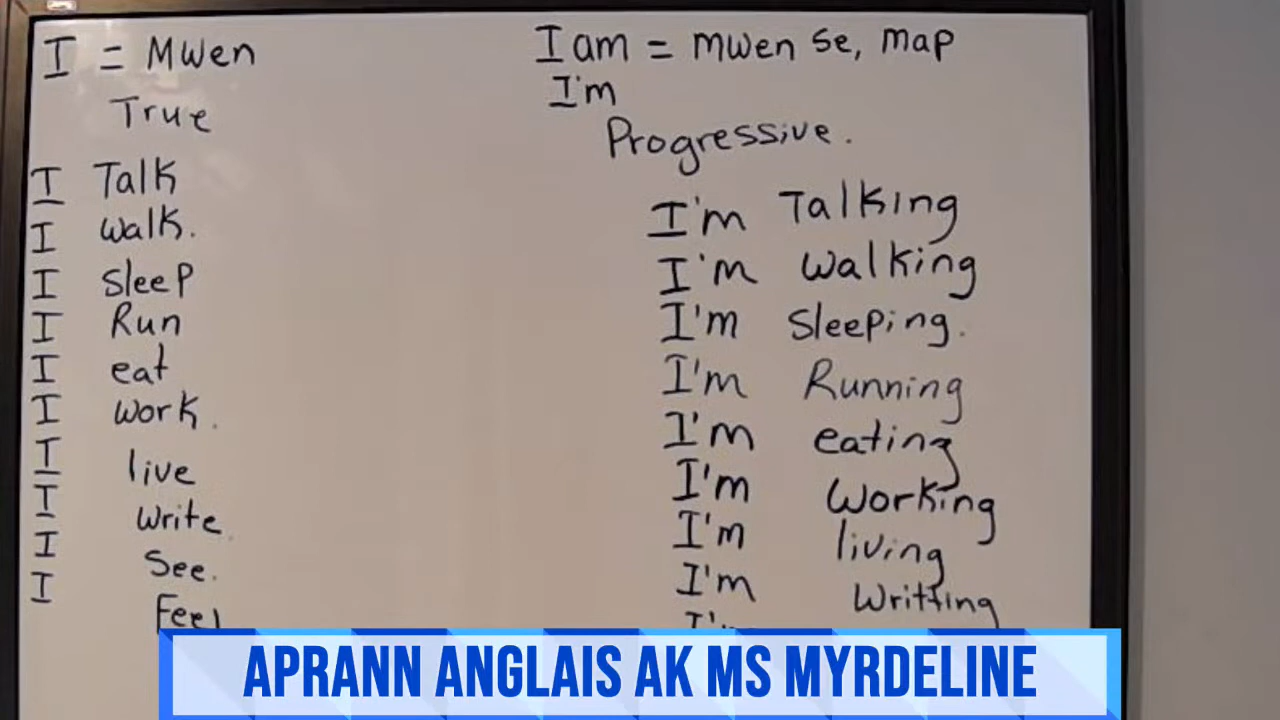 I = Mwen
True
I Talk
I Walk.
I Sleep
I Run
I eat
I work.
I live
I Write.
I See.
I Feel
I am = mwen se, map
I'm
Progressive.
I'm Talking
I'm Walking
I'm Sleeping.
I'm Running
I'm eating
I'm Working
I'm living
I'm Writting
APRANN ANGLAIS AK MS MYRDELINE